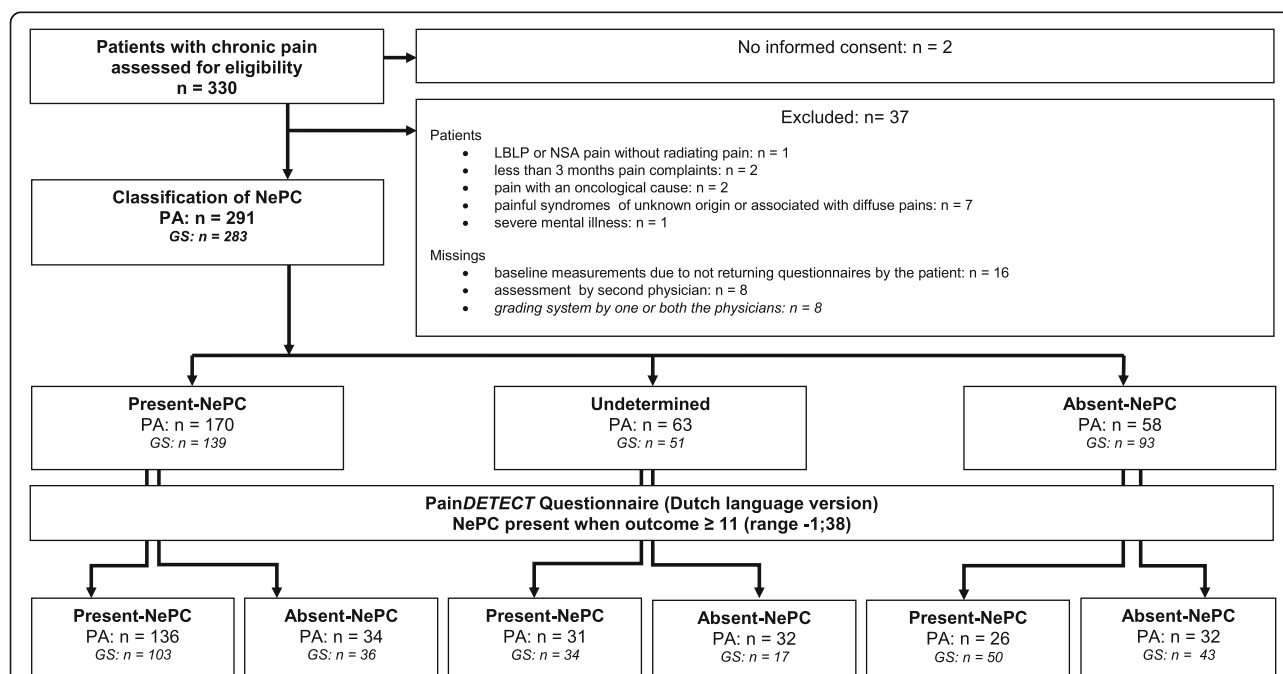 Patients with chronic pain
assessed for eligibility
n = 330
No informed consent: n = 2
Excluded: n= 37
Patients
• LBLP or NSA pain without radiating pain: n = 1
• less than 3 months pain complaints: n = 2
• pain with an oncological cause: n = 2
• painful syndromes of unknown origin or associated with diffuse pains: n = 7
• severe mental illness: n = 1
Missings
• baseline measurements due to not returning questionnaires by the patient: n = 16
• assessment by second physician: n = 8
• grading system by one or both the physicians: n = 8
Classification of NePC
PA: n = 291
GS: n = 283
Present-NePC
PA: n = 170
GS: n = 139
Undetermined
PA: n = 63
GS: n = 51
Absent-NePC
PA: n = 58
GS: n = 93
PainDETECT Questionnaire (Dutch language version)
NePC present when outcome ≥ 11 (range -1;38)
Present-NePC
PA: n = 136
GS: n = 103
Absent-NePC
PA: n = 34
GS: n = 36
Present-NePC
PA: n = 31
GS: n = 34
Absent-NePC
PA: n = 32
GS: n = 17
Present-NePC
PA: n = 26
GS: n = 50
Absent-NePC
PA: n = 32
GS: n = 43